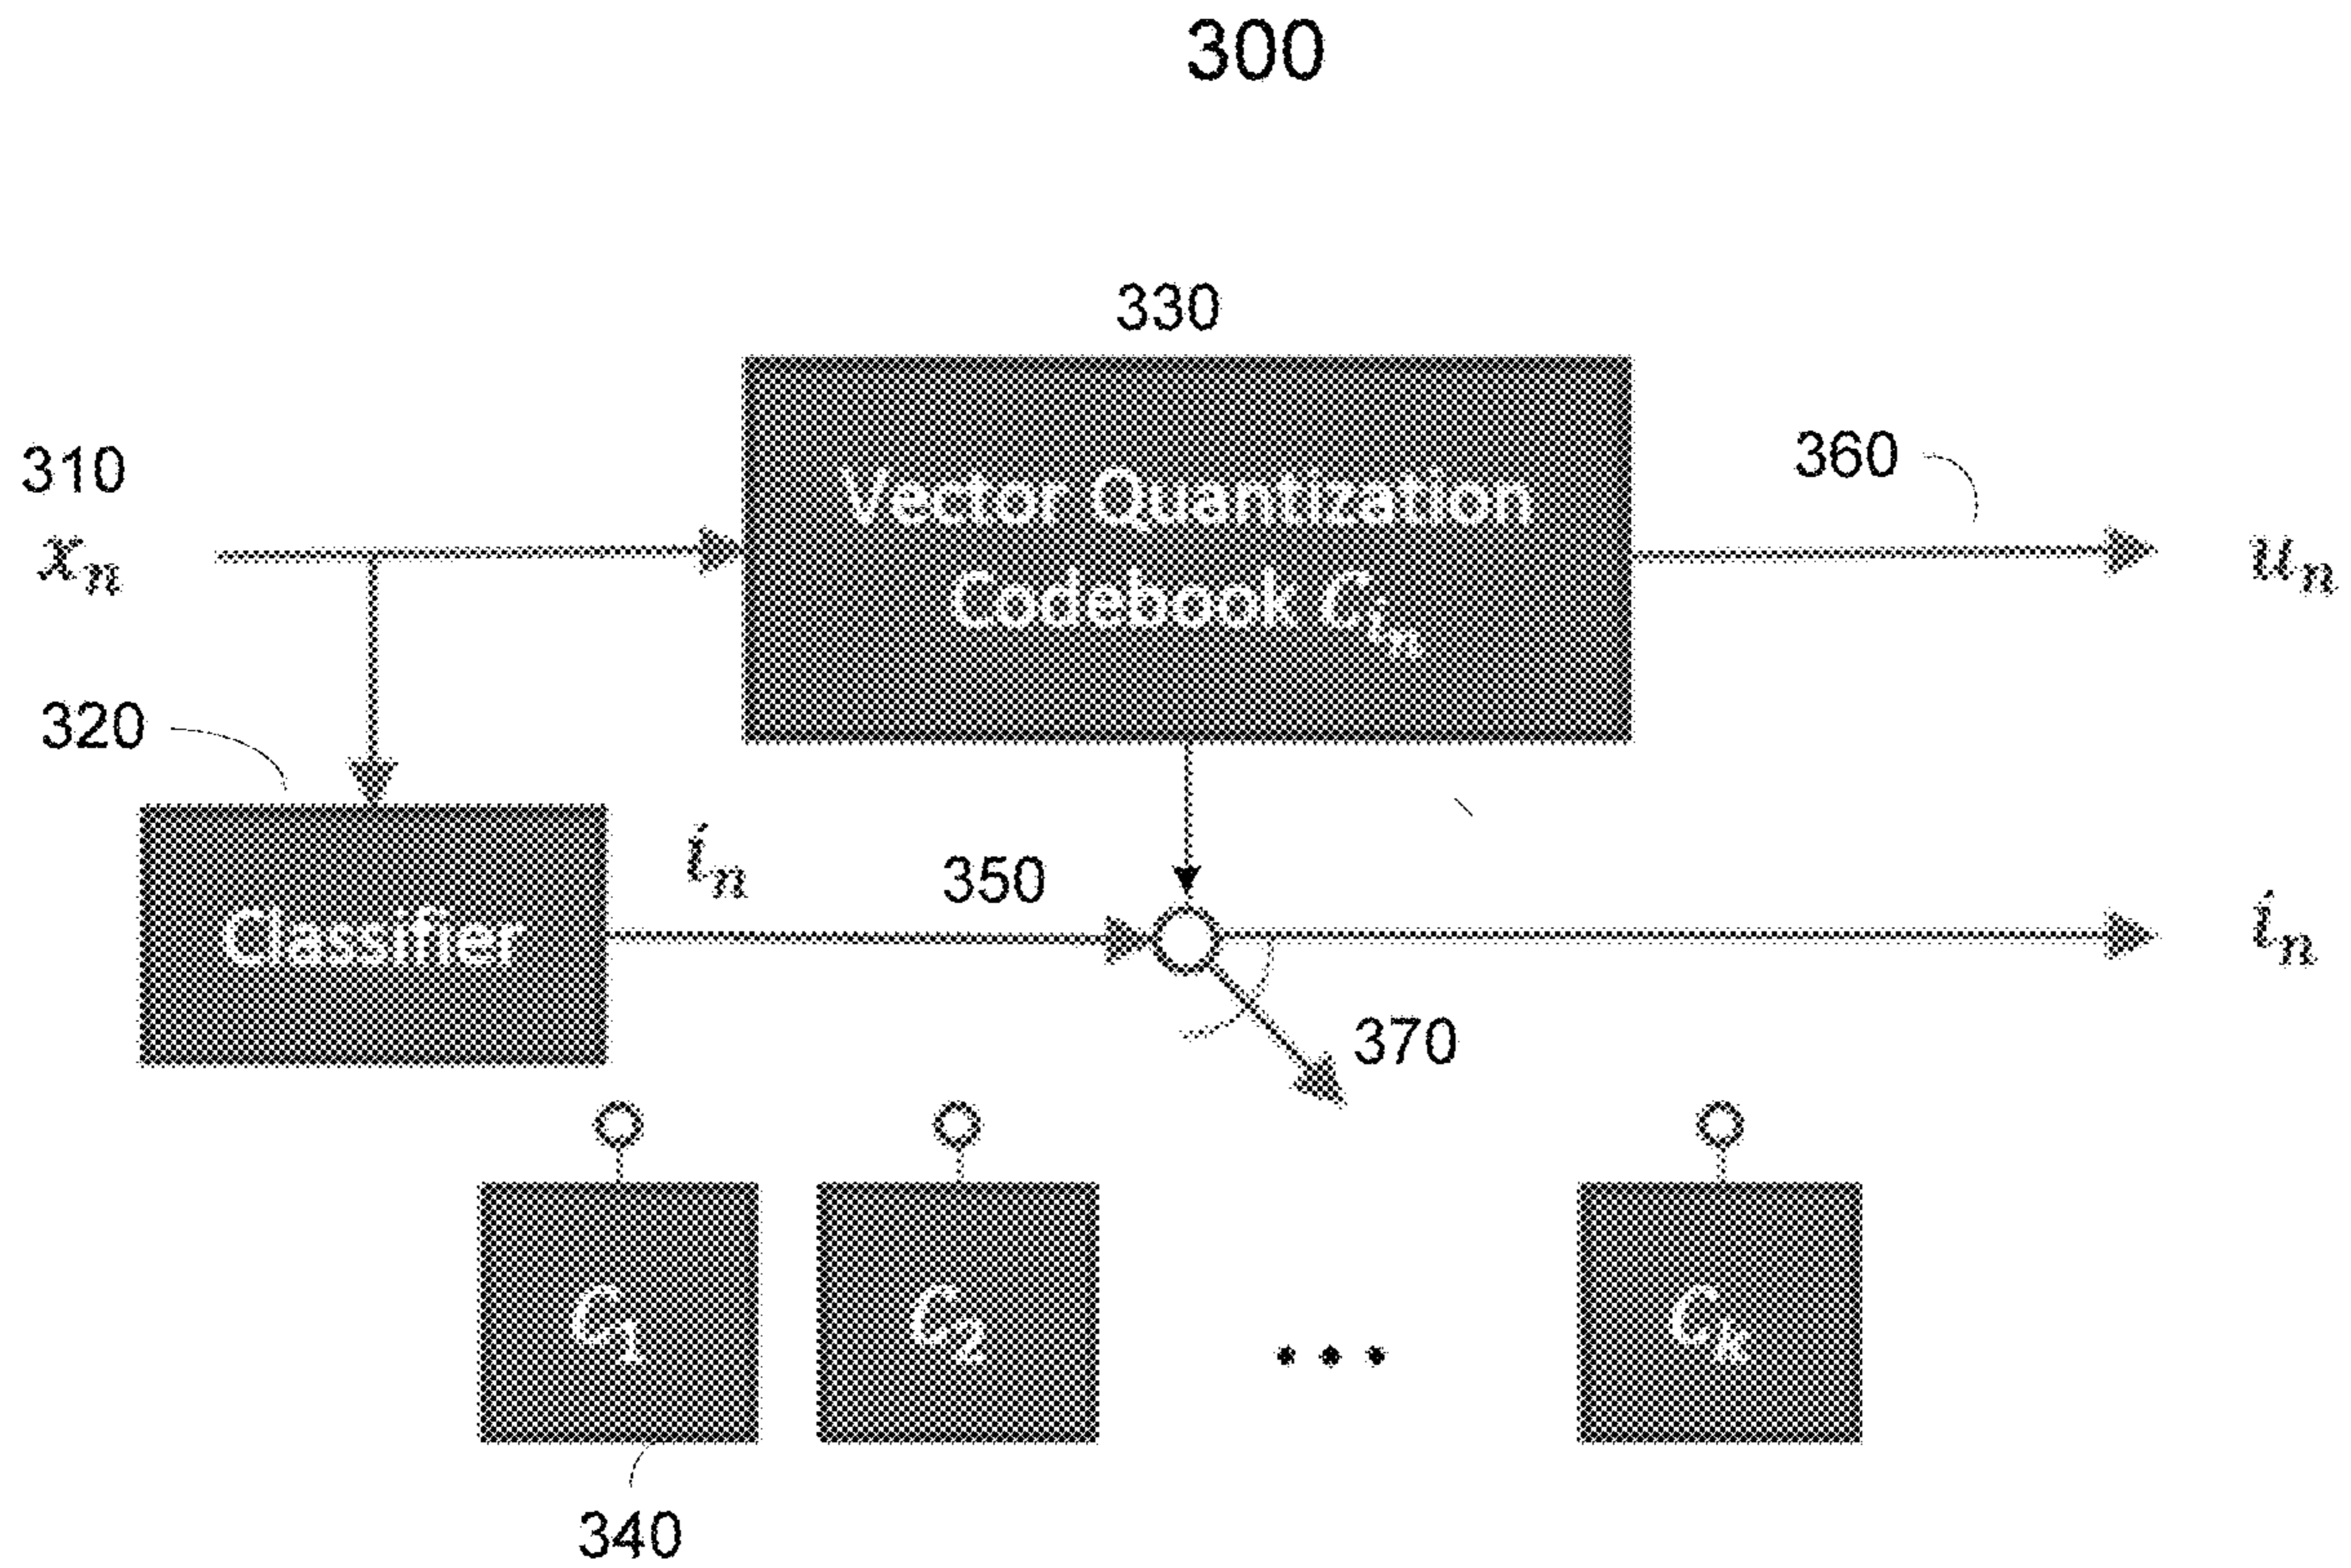 300
330
Vector Quantization
Codebook C_{i_n}
310
x_n
360
u_n
320
Classifier
i_n
350
i_n
370
C_1
C_2
...
C_k
340